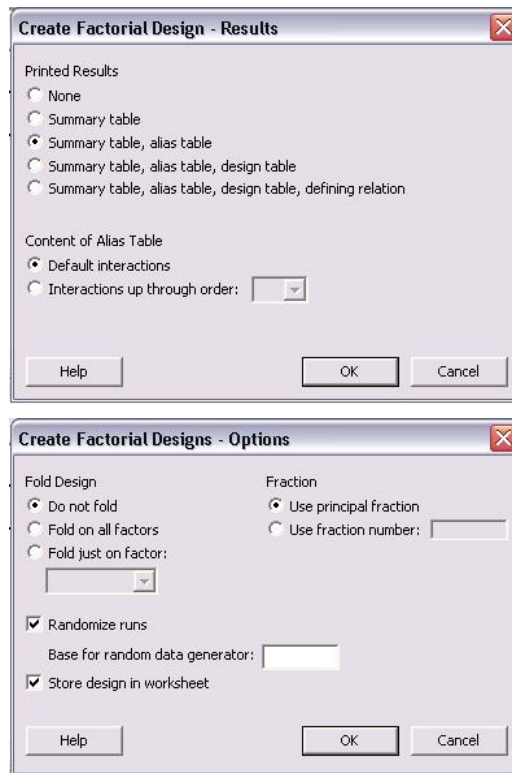 Create Factorial Design - Results
Printed Results
None
Summary table
Summary table, alias table
Summary table, alias table, design table
Summary table, alias table, design table, defining relation
Content of Alias Table
Default interactions
Interactions up through order:
Help OK Cancel
Create Factorial Designs - Options
Fold Design Fraction
Do not fold Use principal fraction
Fold on all factors Use fraction number:
Fold just on factor:
Randomize runs
Base for random data generator:
Store design in worksheet
Help OK Cancel